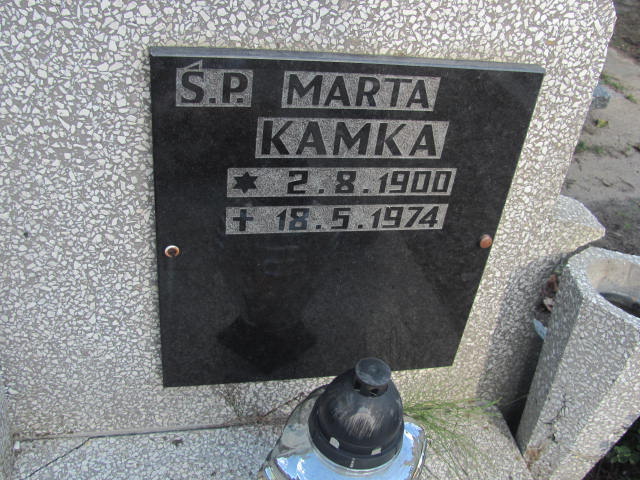 Ś.P. MARTA
KAMKA
✶ 2.8.1900
✝ 18.5.1974